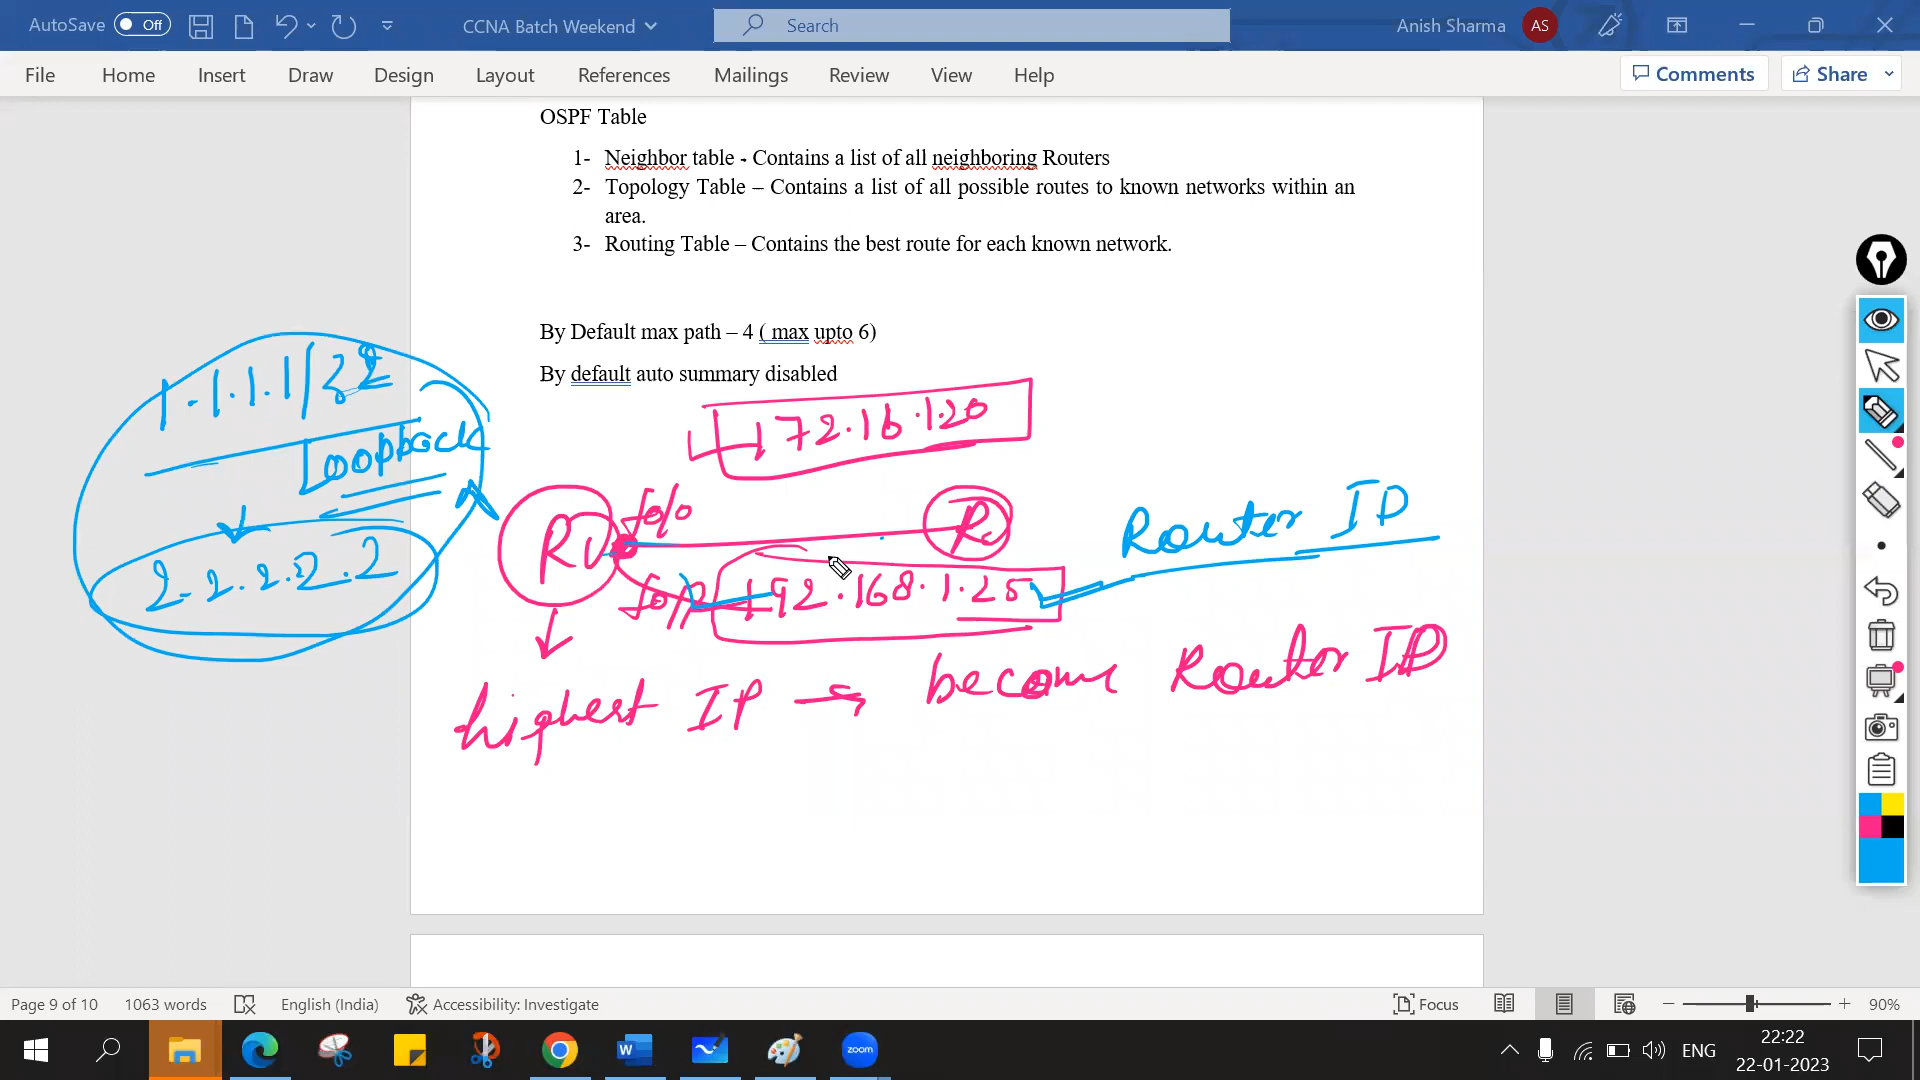 AutoSave Off
CCNA Batch Weekend
Search
Anish Sharma AS
File Home Insert Draw Design Layout References Mailings Review View Help
Comments Share
OSPF Table
1- Neighbor table - Contains a list of all neighboring Routers
2- Topology Table – Contains a list of all possible routes to known networks within an
area.
3- Routing Table – Contains the best route for each known network.
By Default max path – 4 ( max upto 6)
By default auto summary disabled
1.1.1.1/32
Loopback
2.2.2.2.2
172.16.1.20
f0/0
192.168.1.25
Router ID
highest IP → become Router ID
Page 9 of 10 1063 words English (India) Accessibility: Investigate Focus 90%
W zoom
ENG
22:22
22-01-2023